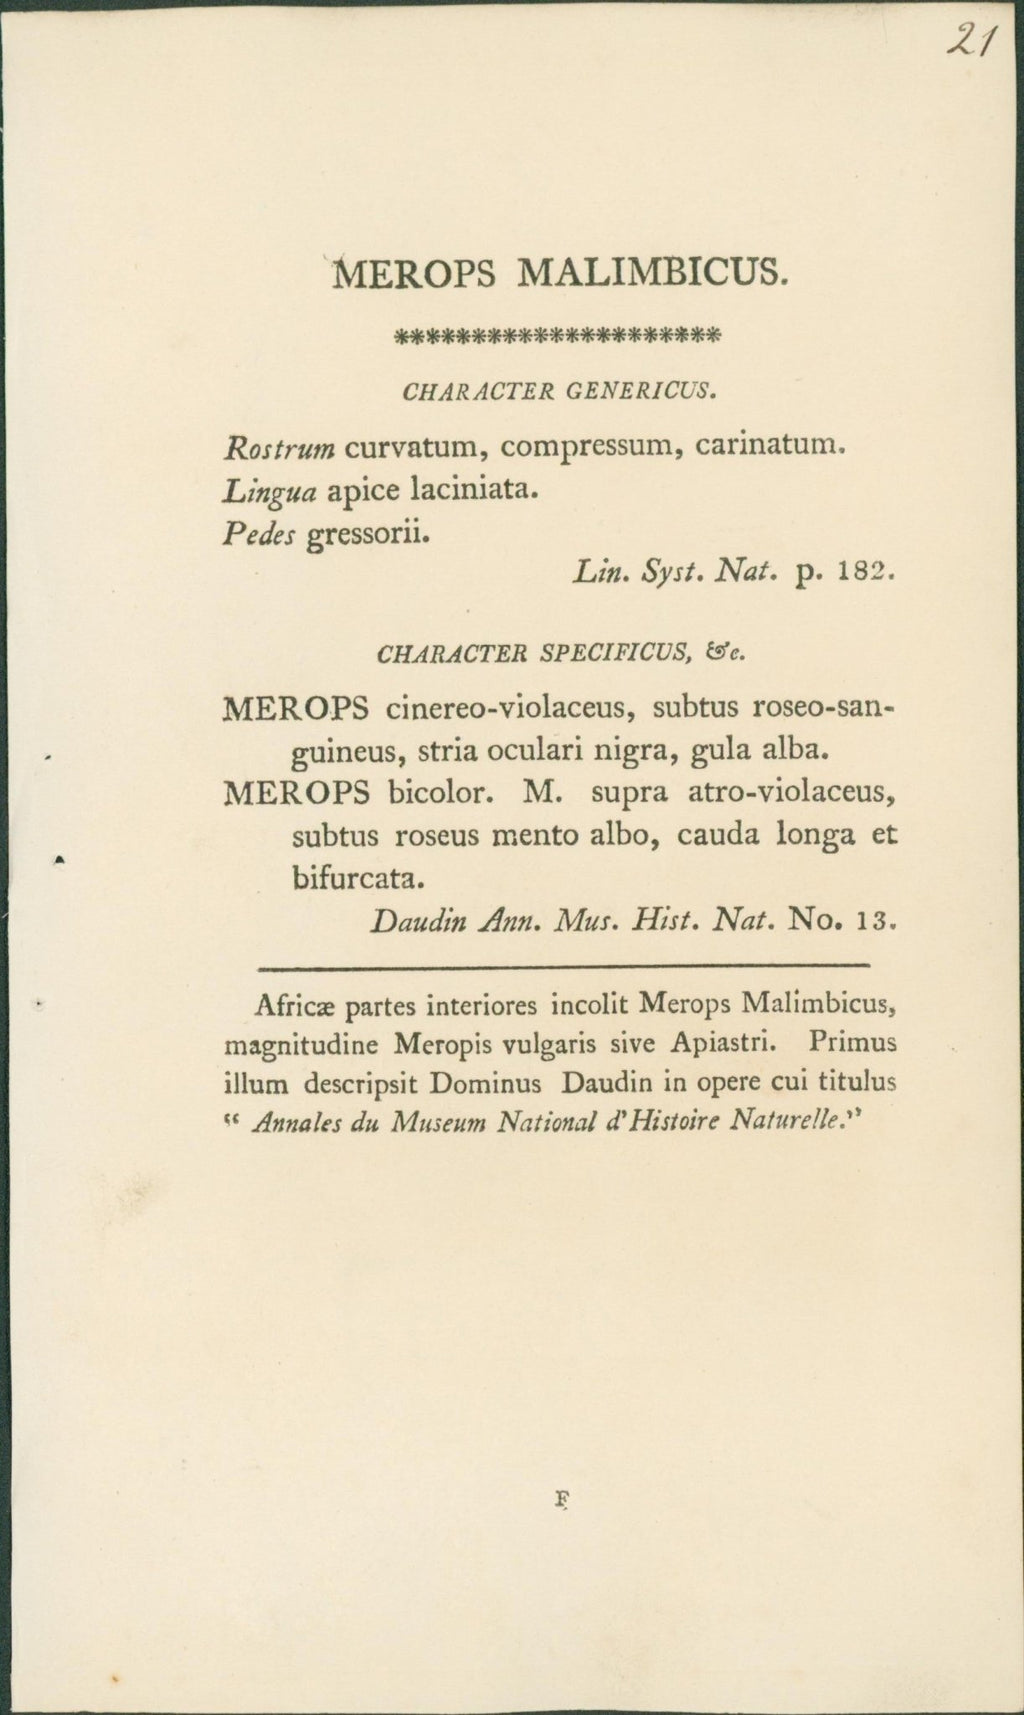 21
MEROPS MALIMBICUS.
*********************
CHARACTER GENERICUS.
Rostrum curvatum, compressum, carinatum.
Lingua apice laciniata.
Pedes gressorii.
Lin. Syst. Nat. p. 182.
CHARACTER SPECIFICUS, &c.
MEROPS cinereo-violaceus, subtus roseo-san-
guineus, stria oculari nigra, gula alba.
MEROPS bicolor. M. supra atro-violaceus,
subtus roseus mento albo, cauda longa et
bifurcata.
Daudin Ann. Mus. Hist. Nat. No. 13.
Africæ partes interiores incolit Merops Malimbicus,
magnitudine Meropis vulgaris sive Apiastri. Primus
illum descripsit Dominus Daudin in opere cui titulus
“ Annales du Museum National d'Histoire Naturelle.”
F